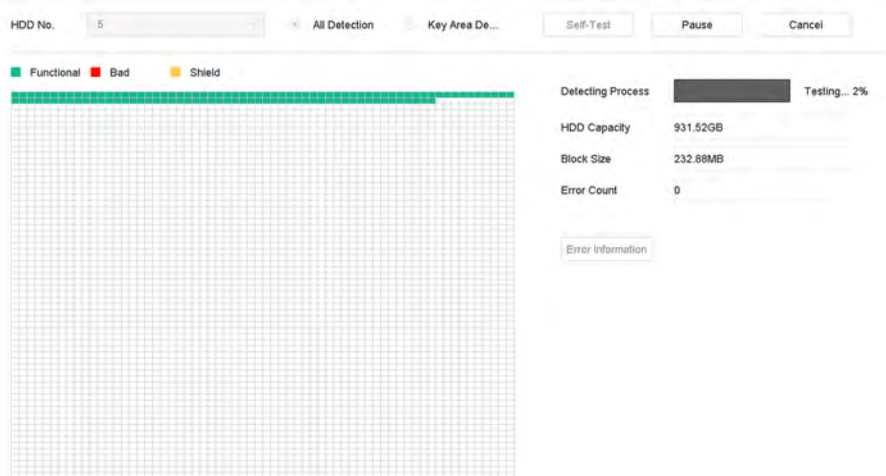 HDD No. 5 All Detection Key Area De... Self-Test Pause Cancel
Functional Bad Shield
Detecting Process Testing... 2%
HDD Capacity 931.52GB
Block Size 232.88MB
Error Count 0
Error Information